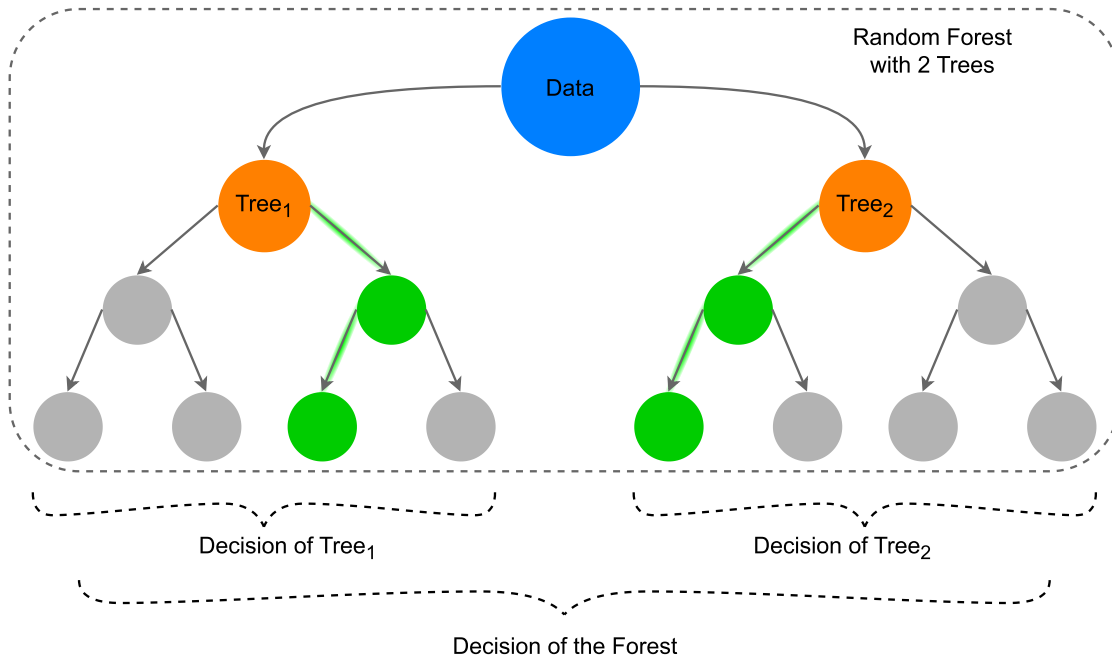 Random Forest
with 2 Trees
Data
Tree₁
Tree₂
Decision of Tree₁
Decision of Tree₂
Decision of the Forest